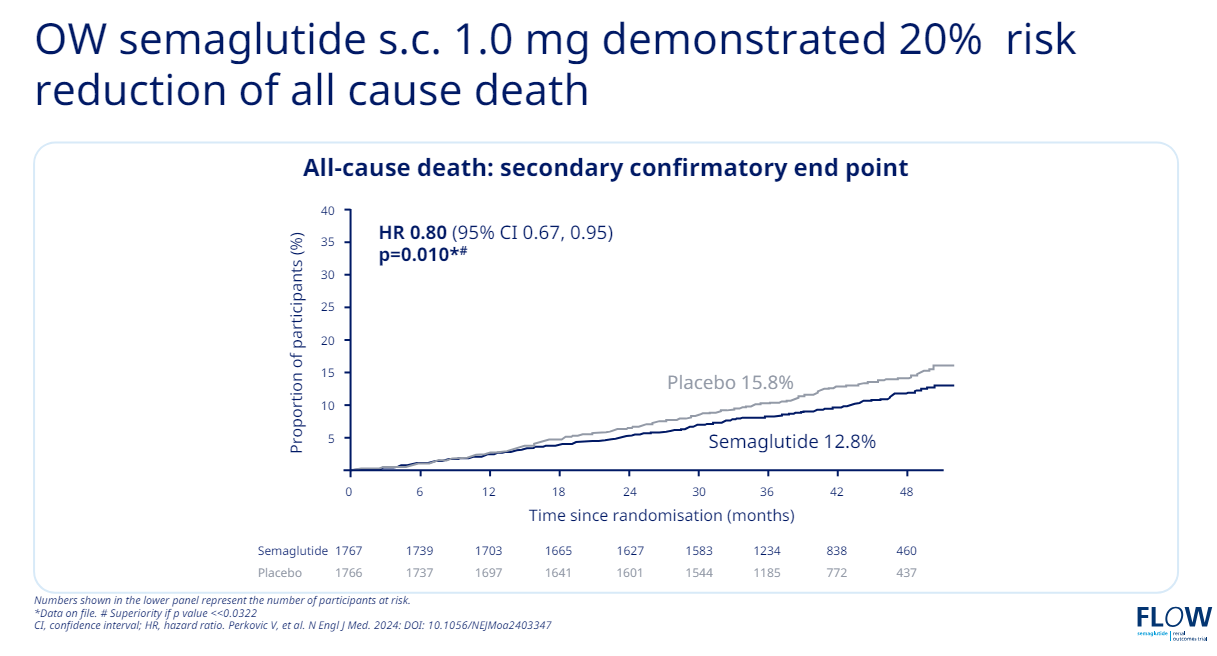 OW semaglutide s.c. 1.0 mg demonstrated 20%  risk
reduction of all cause death
All-cause death: secondary confirmatory end point
HR 0.80 (95% CI 0.67, 0.95)
p=0.010*#
Proportion of participants (%)
40
35
30
25
20
15
10
5
Placebo 15.8%
Semaglutide 12.8%
0 6 12 18 24 30 36 42 48
Time since randomisation (months)
Semaglutide 1767 1739 1703 1665 1627 1583 1234 838 460
Placebo 1766 1737 1697 1641 1601 1544 1185 772 437
Numbers shown in the lower panel represent the number of participants at risk.
*Data on file. # Superiority if p value <<0.0322
CI, confidence interval; HR, hazard ratio. Perkovic V, et al. N Engl J Med. 2024: DOI: 10.1056/NEJMoa2403347
FLOW
semaglutide renal
outcomes trial